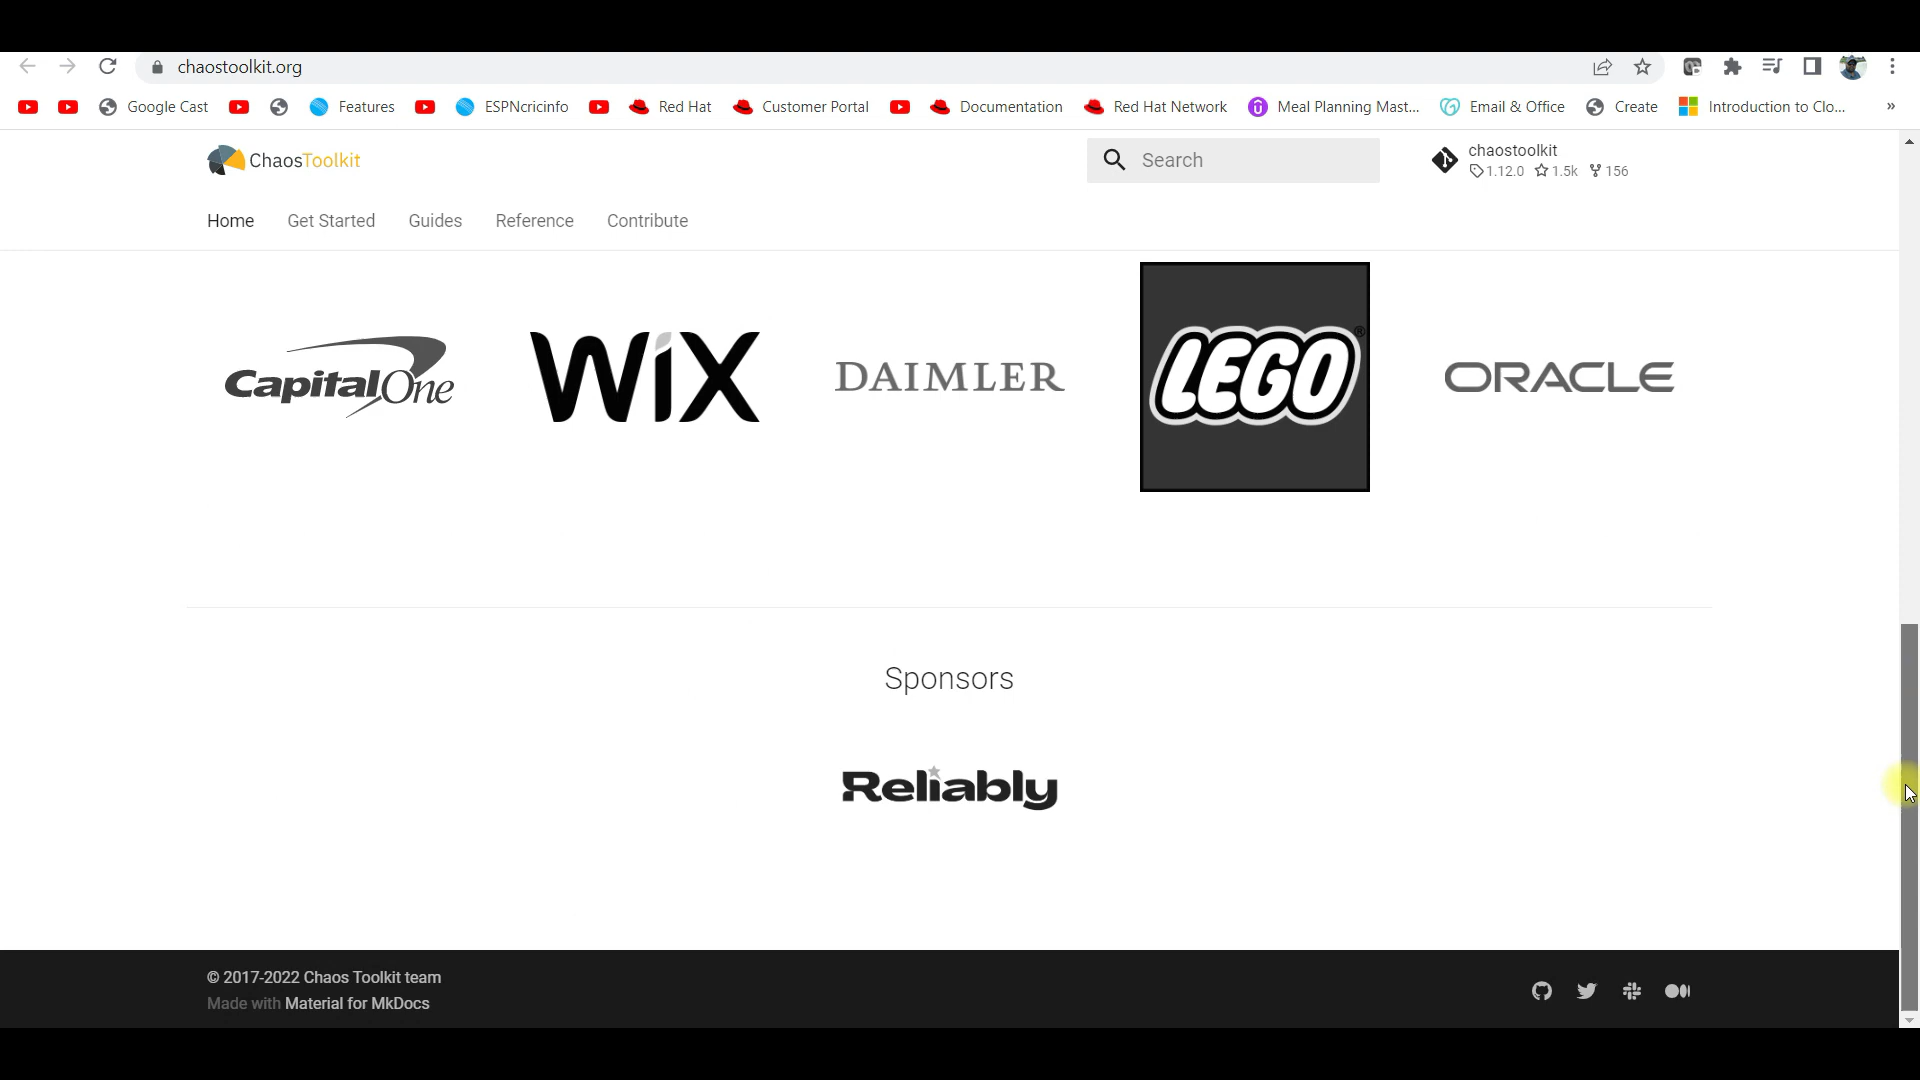 chaostoolkit.org
Google Cast Features ESPNcricinfo Red Hat Customer Portal Documentation Red Hat Network Meal Planning Mast... Email & Office Create Introduction to Clo... »
ChaosToolkit
Search
chaostoolkit
1.12.0 1.5k 156
Home Get Started Guides Reference Contribute
CapitalOne WiX DAIMLER LEGO ® ORACLE
Sponsors
Reliably
© 2017-2022 Chaos Toolkit team
Made with Material for MkDocs